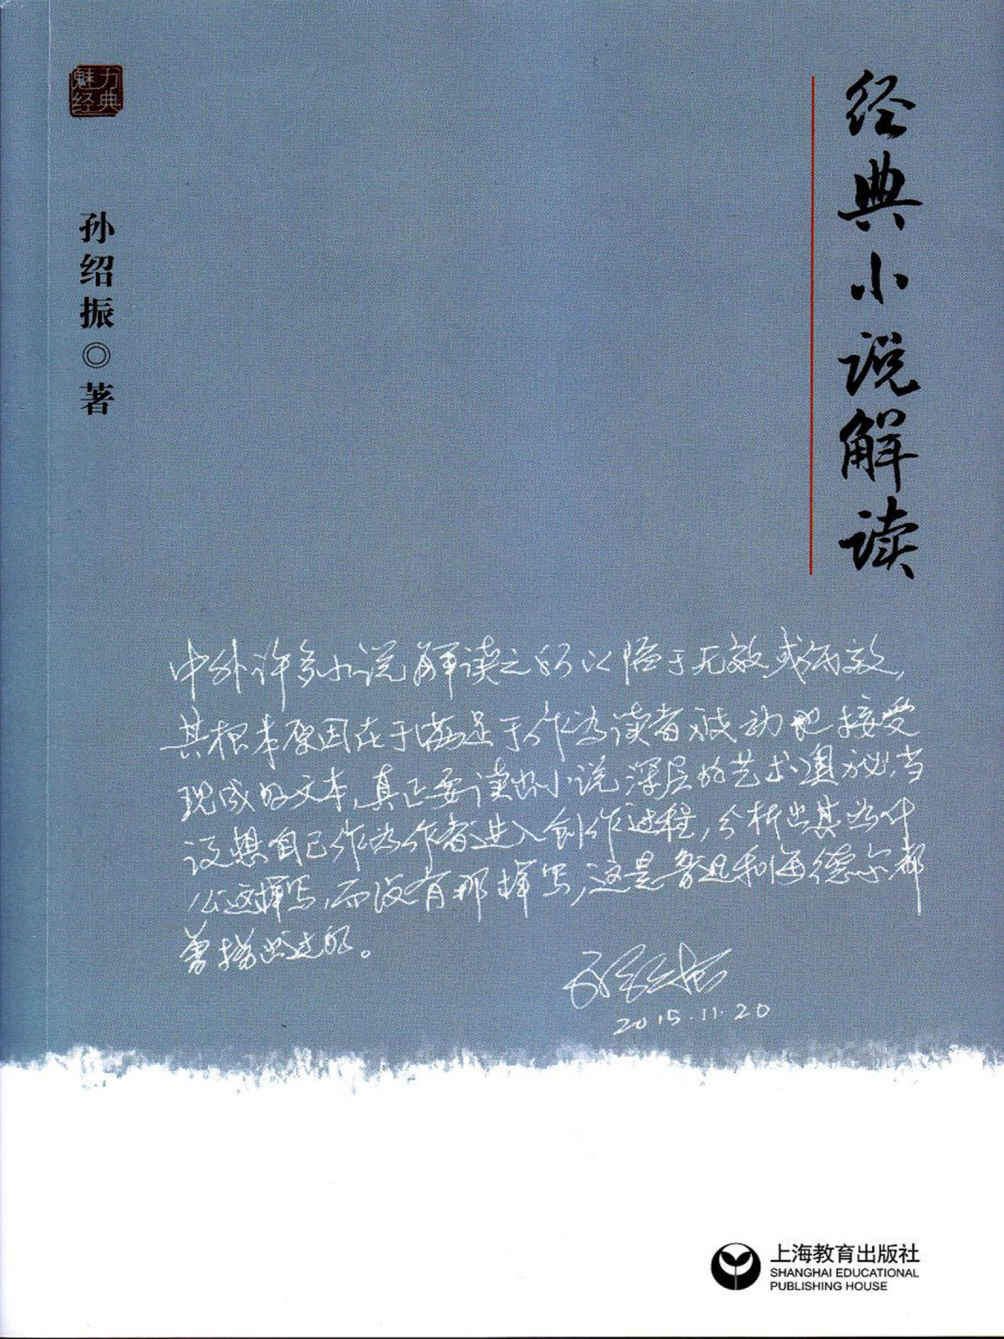 魅力
经典
孙绍振◎著
经典小说解读
中外许多小说解读之所以陷于无效或低效，
其根本原因在于满足于作为读者被动地接受
现成的文本，真正要读出小说深层的艺术奥秘，当
设想自己作为作者进入创作过程，分析出其为什
么这样写，而没有那样写，这是鲁迅和海德尔都
曾指出过的。
孙绍振
2015.11.20
上海教育出版社
SHANGHAI EDUCATIONAL
PUBLISHING HOUSE